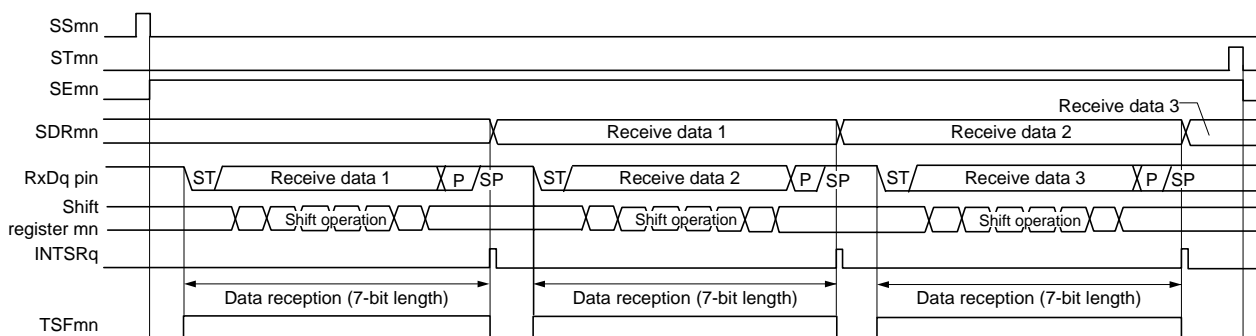 SSmn
STmn
SEmn
Receive data 3
SDRmn Receive data 1 Receive data 2
RxDq pin ST Receive data 1 P SP ST Receive data 2 P SP ST Receive data 3 P SP
Shift
register mn Shift operation Shift operation Shift operation
INTSRq
Data reception (7-bit length) Data reception (7-bit length) Data reception (7-bit length)
TSFmn